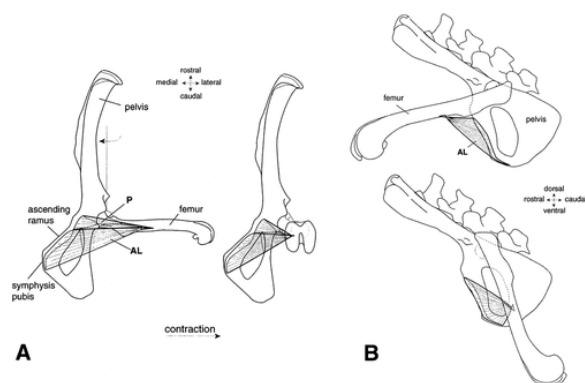 rostral
medial lateral
caudal
pelvis
P
femur
ascending
ramus
AL
symphysis
pubis
contraction
A
femur
pelvis
AL
dorsal
rostral caudal
ventral
B